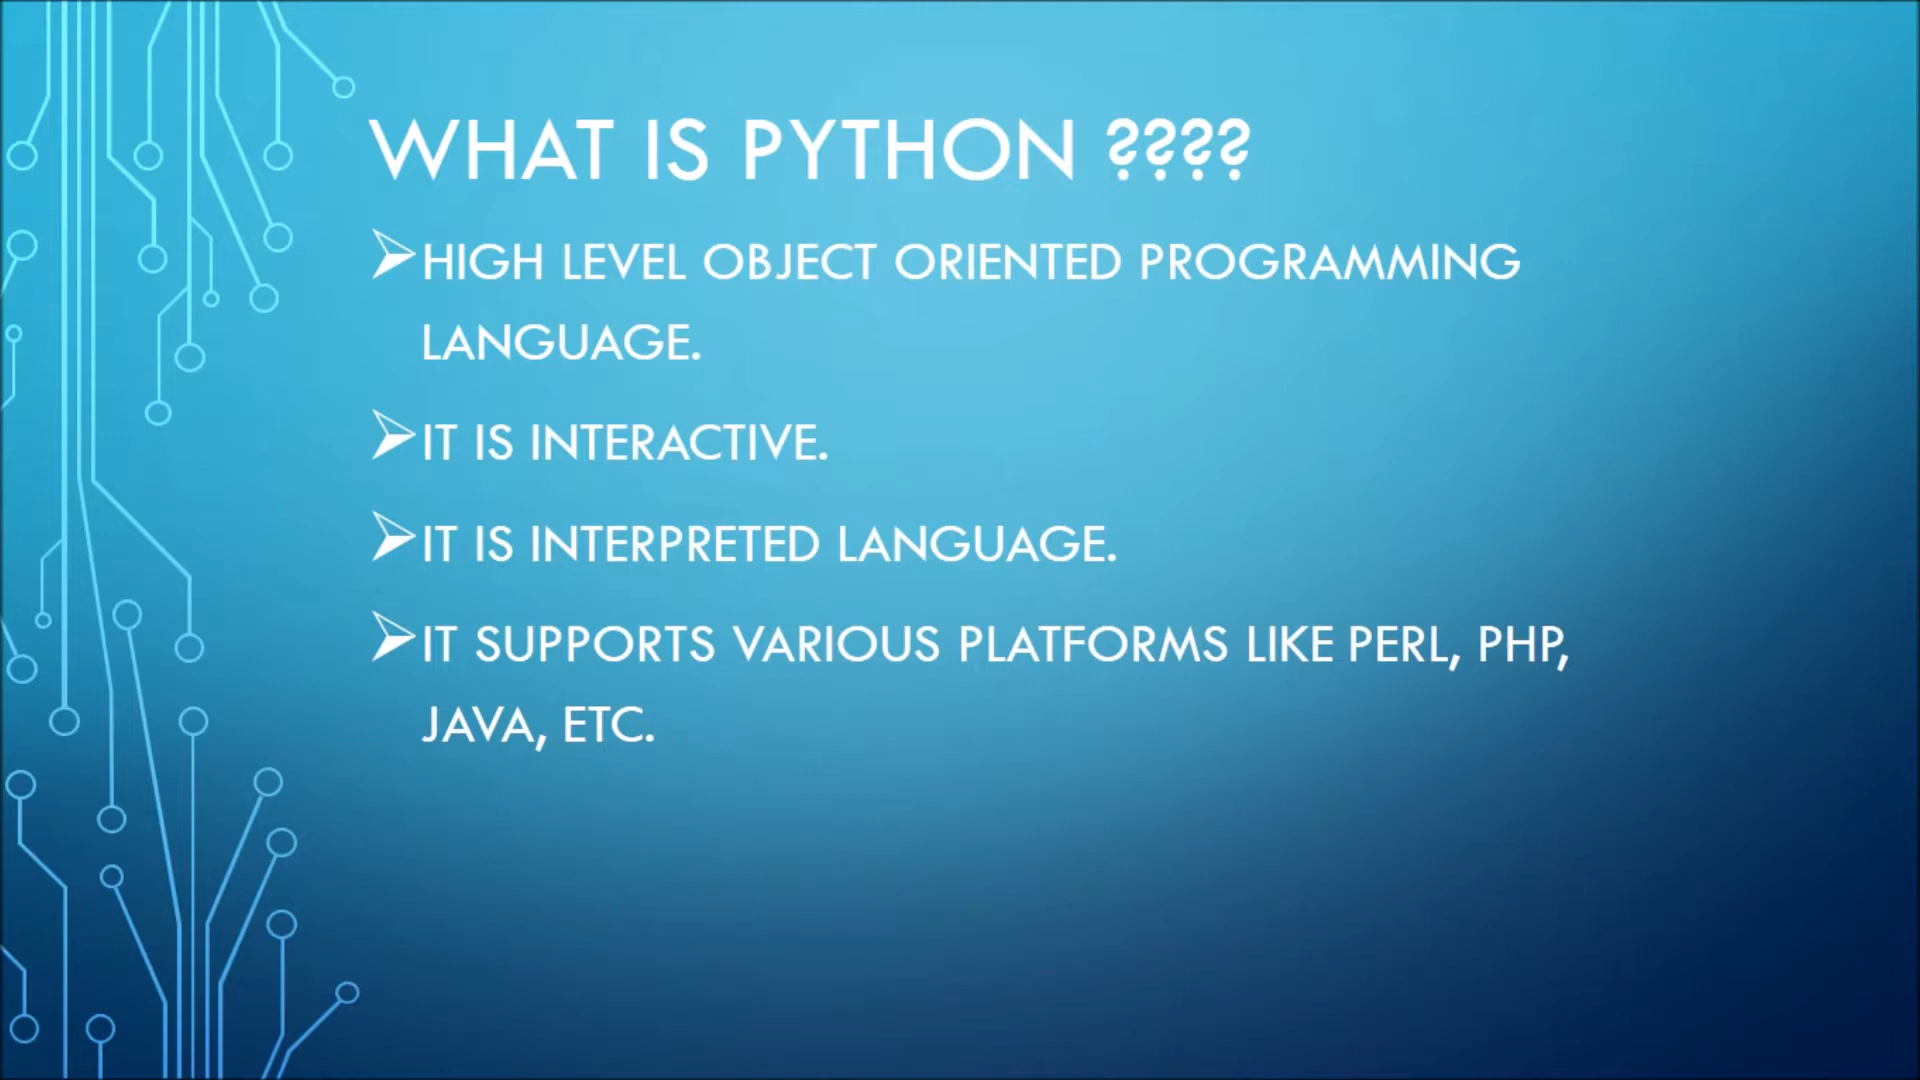 WHAT IS PYTHON ????
➢HIGH LEVEL OBJECT ORIENTED PROGRAMMING
LANGUAGE.
➢IT IS INTERACTIVE.
➢IT IS INTERPRETED LANGUAGE.
➢IT SUPPORTS VARIOUS PLATFORMS LIKE PERL, PHP,
JAVA, ETC.